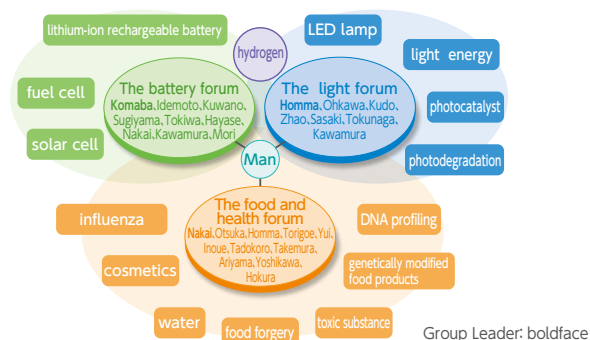 lithium-ion rechargeable battery
hydrogen
LED lamp
light energy
fuel cell
The battery forum
Komaba、Idemoto、Kuwano、
Sugiyama、Tokiwa、Hayase、
Nakai、Kawamura、Mori
The light forum
Homma、Ohkawa、Kudo、
Zhao、Sasaki、Tokunaga、
Kawamura
photocatalyst
solar cell
Man
photodegradation
influenza
The food and
health forum
Nakai、Otsuka、Homma、Torigoe、Yui、
Inoue、Tadokoro、Takemura、
Ariyama、Yoshikawa、
Hokura
DNA profiling
cosmetics
genetically modified
food products
water
food forgery
toxic substance
Group Leader: boldface